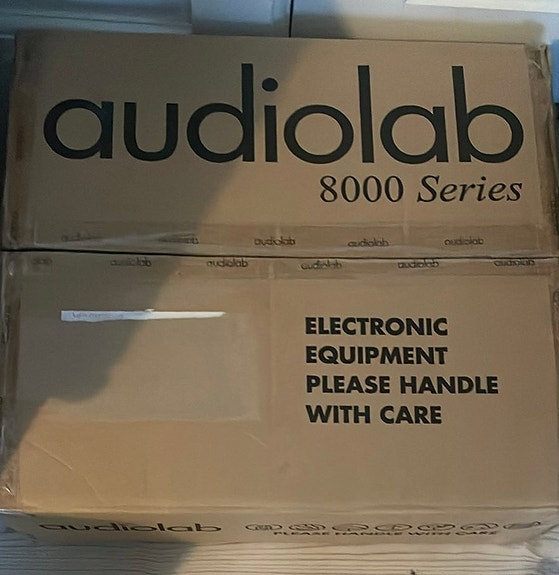 audiolab
8000 Series
audiolab audiolab audiolab
audiolab audiolab audiolab audiolab audiolab
ELECTRONIC
EQUIPMENT
PLEASE HANDLE
WITH CARE
audiolab
PLEASE HANDLE WITH CARE